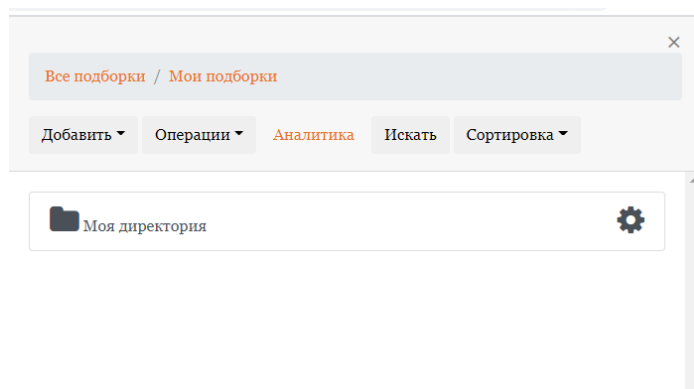 ×
Все подборки / Мои подборки
Добавить Операции Аналитика Искать Сортировка
Моя директория